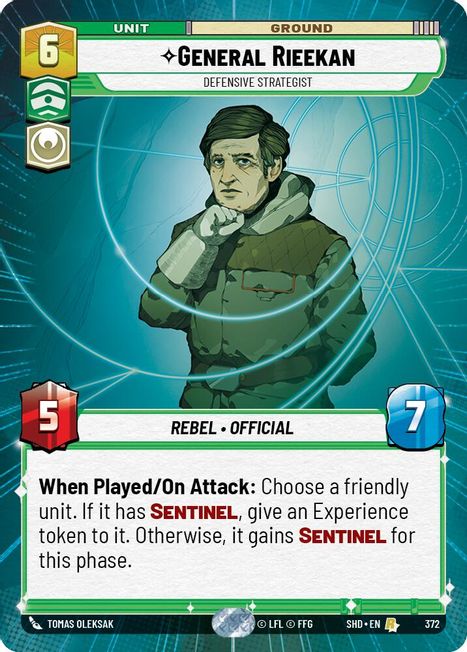 UNIT GROUND
6
✧GENERAL RIEEKAN
DEFENSIVE STRATEGIST
5
7
REBEL • OFFICIAL
When Played/On Attack: Choose a friendly
unit. If it has SENTINEL, give an Experience
token to it. Otherwise, it gains SENTINEL for
this phase.
TOMAS OLEKSAK © LFL © FFG SHD • EN R 372